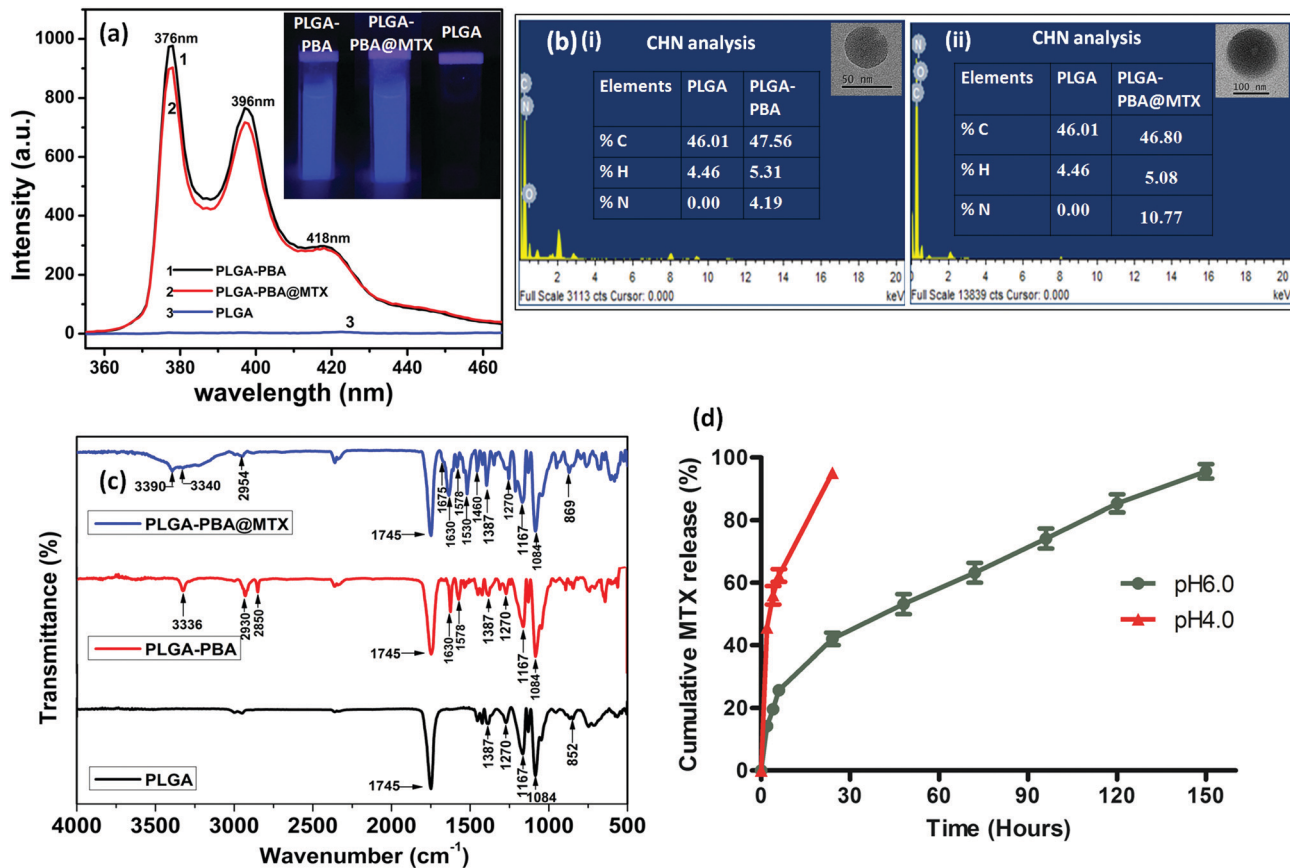 (a)
Intensity (a.u.)
1000
800
600
400
200
0
376nm
1
2
396nm
418nm
3
1 PLGA-PBA
2 PLGA-PBA@MTX
3 PLGA
360 380 400 420 440 460
wavelength (nm)
PLGA-
PBA
PLGA-
PBA@MTX
PLGA
(b) (i)
CHN analysis
50 nm
C
N
O
Elements PLGA PLGA-
PBA
% C 46.01 47.56
% H 4.46 5.31
% N 0.00 4.19
2 4 6 8 10 12 14 16 18 20
Full Scale 3113 cts Cursor: 0.000
keV
(ii)
CHN analysis
100 nm
N
O
C
Elements PLGA PLGA-
PBA@MTX
% C 46.01 46.80
% H 4.46 5.08
% N 0.00 10.77
2 4 6 8 10 12 14 16 18 20
Full Scale 13839 cts Cursor: 0.000
keV
(c)
Transmittance (%)
3390 3340 2954 1745 1675 1630 1578 1530 1460 1387 1270 1167 1084 869
PLGA-PBA@MTX
3336 2930 2850 1745 1630 1578 1387 1270 1167 1084
PLGA-PBA
1745 1387 1270 1167 1084 852
PLGA
4000 3500 3000 2500 2000 1500 1000 500
Wavenumber (cm⁻¹)
(d)
Cumulative MTX release (%)
100
80
60
40
20
0
pH6.0
pH4.0
0 30 60 90 120 150
Time (Hours)